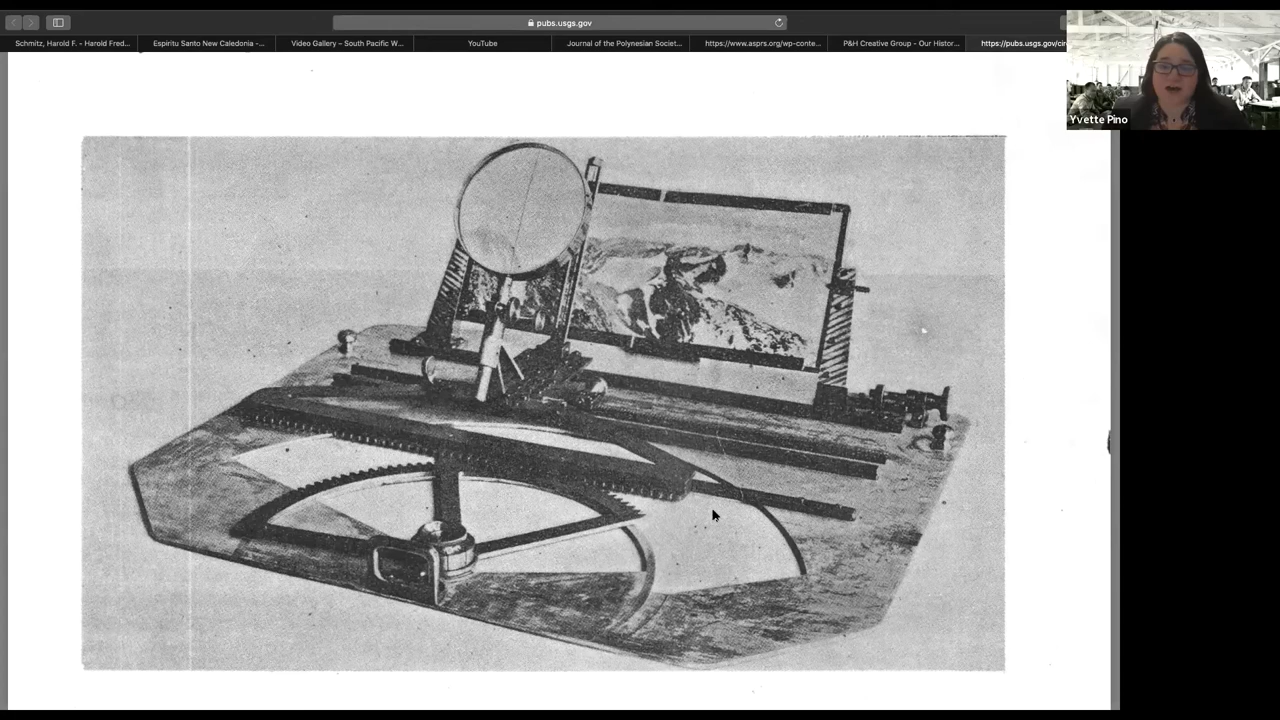 pubs.usgs.gov
Schmitz, Harold F. - Harold Fred...
Espiritu Santo New Caledonia -...
Video Gallery – South Pacific W...
YouTube
Journal of the Polynesian Societ...
https://www.asprs.org/wp-conte...
P&H Creative Group - Our Histor...
https://pubs.usgs.gov/cir
Yvette Pino